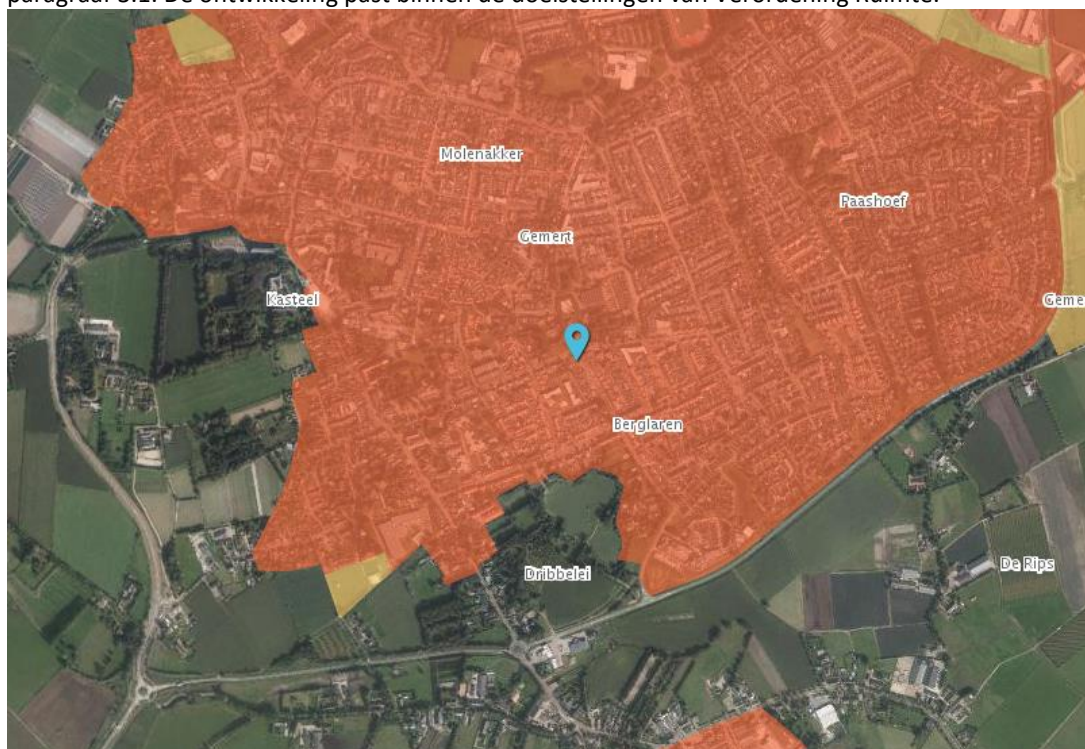 paragraaf 3.1. De ontwikkeling past binnen de doelstellingen van Verordening Ruimte.
Molenakker
Paashoef
Gemert
Kasteel
Geme
Berglaren
Dribbelei
De Rips